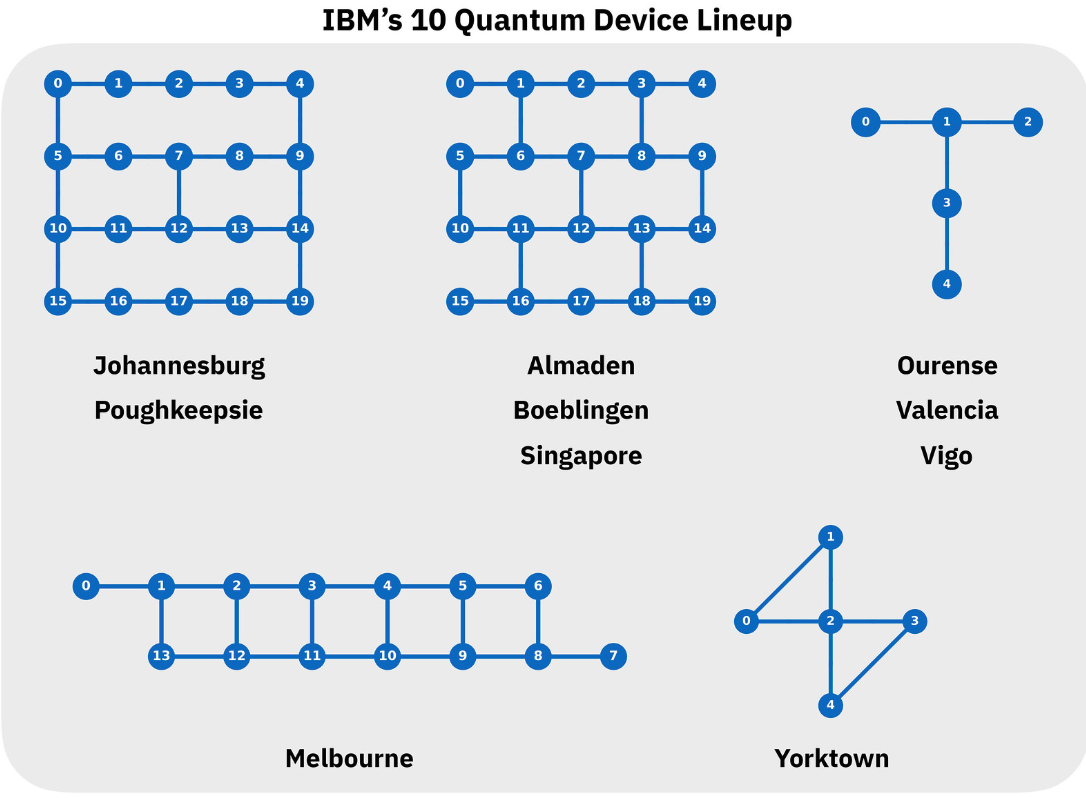 IBM’s 10 Quantum Device Lineup
0 1 2 3 4
5 6 7 8 9
10 11 12 13 14
15 16 17 18 19
Johannesburg
Poughkeepsie
0 1 2 3 4
5 6 7 8 9
10 11 12 13 14
15 16 17 18 19
Almaden
Boeblingen
Singapore
0 1 2
3
4
Ourense
Valencia
Vigo
0 1 2 3 4 5 6
13 12 11 10 9 8 7
Melbourne
1
0 2 3
4
Yorktown